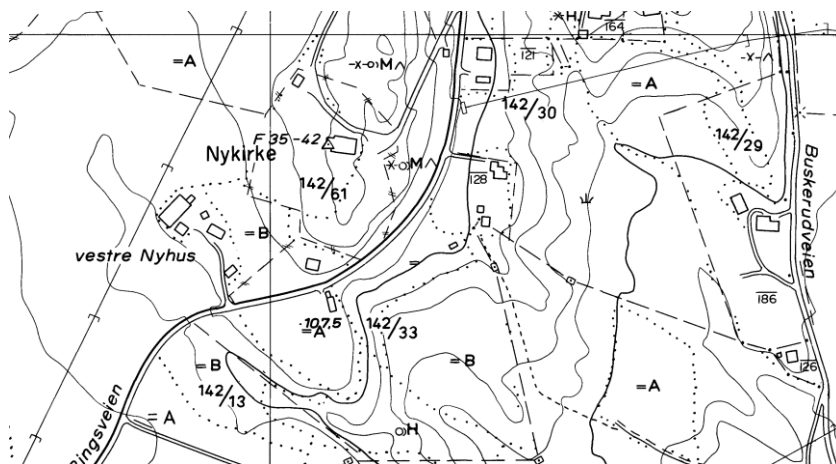 164
H
121
M
A
A
142/30
142/29
F 35-42
Nykirke
142/61
M
128
Buskerudveien
B
vestre Nyhus
186
107.5
A
142/33
B
B
A
126
142/13
A
H
Ringsveien